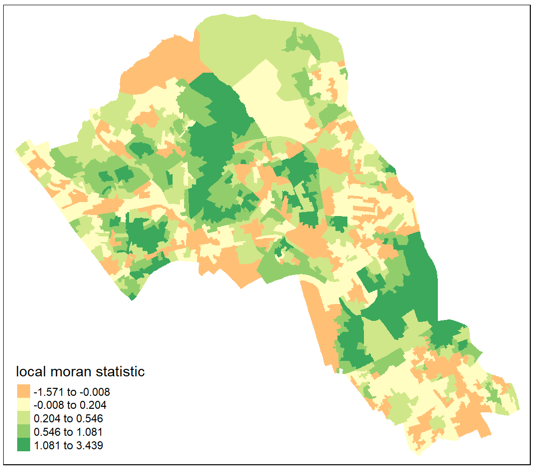 local moran statistic
-1.571 to -0.008
-0.008 to 0.204
0.204 to 0.546
0.546 to 1.081
1.081 to 3.439